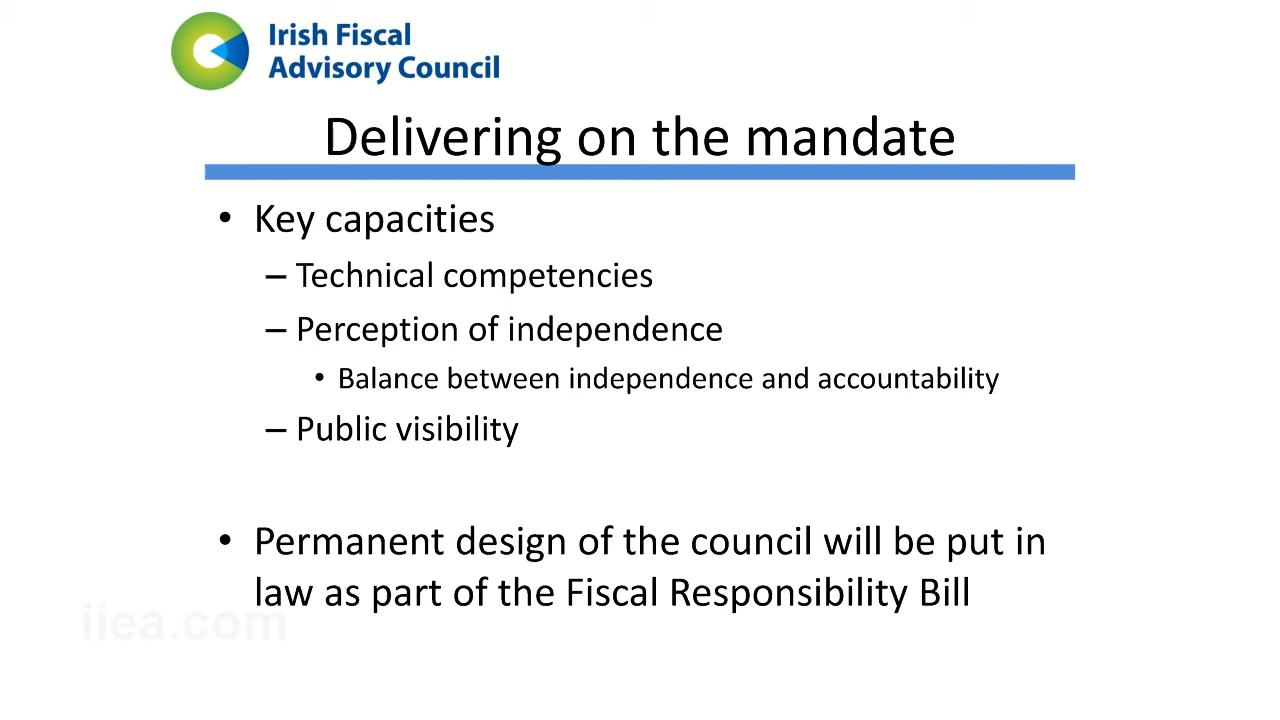 Irish Fiscal
Advisory Council
Delivering on the mandate
• Key capacities
– Technical competencies
– Perception of independence
• Balance between independence and accountability
– Public visibility
• Permanent design of the council will be put in
law as part of the Fiscal Responsibility Bill
iiea.com